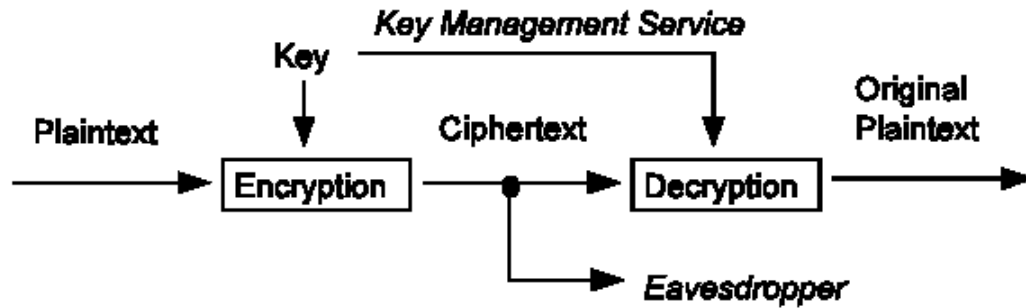 Key Management Service
Key
Plaintext
Ciphertext
Original
Plaintext
Encryption
Decryption
Eavesdropper